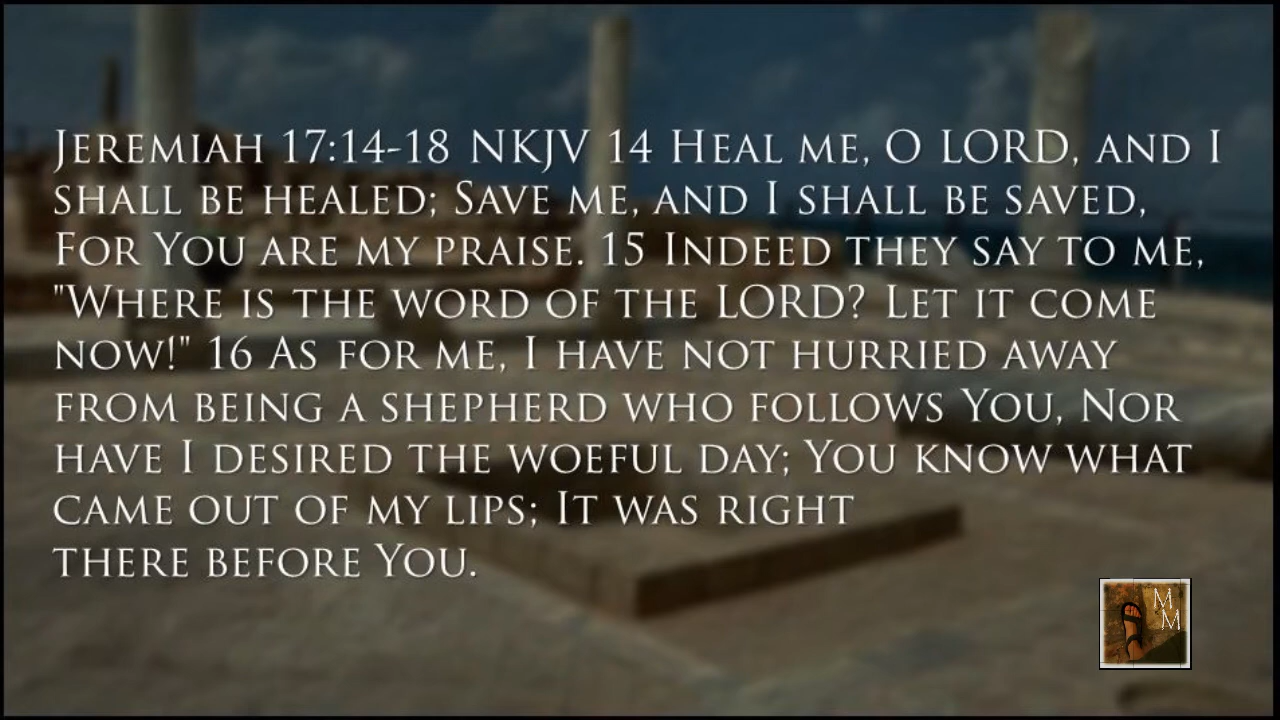 Jeremiah 17:14-18 NKJV 14 Heal me, O LORD, and I
shall be healed; Save me, and I shall be saved,
For You are my praise. 15 Indeed they say to me,
"Where is the word of the LORD? Let it come
now!" 16 As for me, I have not hurried away
from being a shepherd who follows You, Nor
have I desired the woeful day; You know what
came out of my lips; It was right
there before You.
M
M